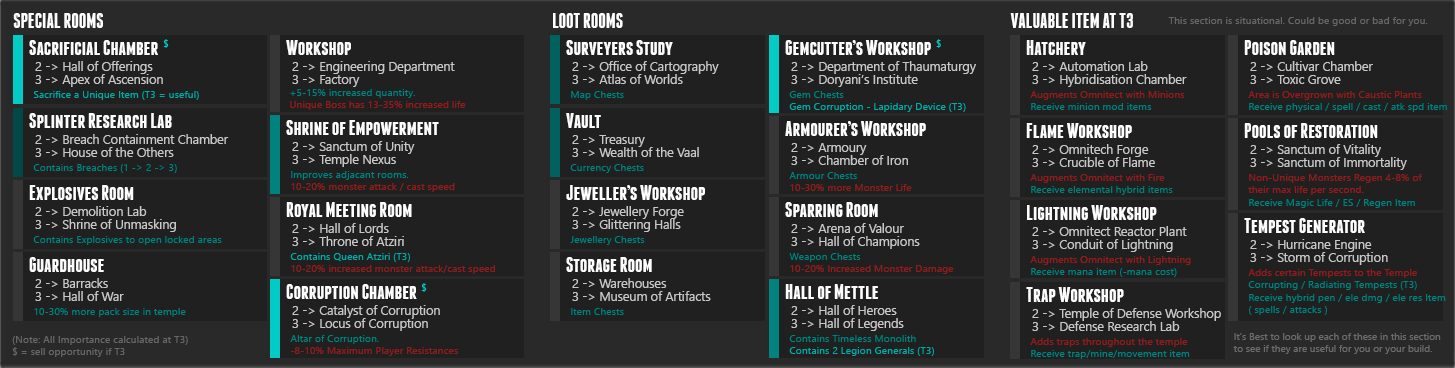 SPECIAL ROOMS
SACRIFICIAL CHAMBER $
2 -> Hall of Offerings
3 -> Apex of Ascension
Sacrifice a Unique Item (T3 = useful)
SPLINTER RESEARCH LAB
2 -> Breach Containment Chamber
3 -> House of the Others
Contains Breaches (1 -> 2 -> 3)
EXPLOSIVES ROOM
2 -> Demolition Lab
3 -> Shrine of Unmasking
Contains Explosives to open locked areas
GUARDHOUSE
2 -> Barracks
3 -> Hall of War
10-30% more pack size in temple
(Note: All Importance calculated at T3)
$ = sell opportunity if T3
WORKSHOP
2 -> Engineering Department
3 -> Factory
+5-15% increased quantity.
Unique Boss has 13-35% increased life
SHRINE OF EMPOWERMENT
2 -> Sanctum of Unity
3 -> Temple Nexus
Improves adjacant rooms.
10-20% monster attack / cast speed
ROYAL MEETING ROOM
2 -> Hall of Lords
3 -> Throne of Atziri
Contains Queen Atziri (T3)
10-20% increased monster attack/cast speed
CORRUPTION CHAMBER $
2 -> Catalyst of Corruption
3 -> Locus of Corruption
Altar of Corruption.
-8-10% Maximum Player Resistances
LOOT ROOMS
SURVEYERS STUDY
2 -> Office of Cartography
3 -> Atlas of Worlds
Map Chests
VAULT
2 -> Treasury
3 -> Wealth of the Vaal
Currency Chests
JEWELLER'S WORKSHOP
2 -> Jewellery Forge
3 -> Glittering Halls
Jewellery Chests
STORAGE ROOM
2 -> Warehouses
3 -> Museum of Artifacts
Item Chests
GEMCUTTER'S WORKSHOP $
2 -> Department of Thaumaturgy
3 -> Doryani's Institute
Gem Chests
Gem Corruption - Lapidary Device (T3)
ARMOURER'S WORKSHOP
2 -> Armoury
3 -> Chamber of Iron
Armour Chests
10-30% more Monster Life
SPARRING ROOM
2 -> Arena of Valour
3 -> Hall of Champions
Weapon Chests
10-20% Increased Monster Damage
HALL OF METTLE
2 -> Hall of Heroes
3 -> Hall of Legends
Contains Timeless Monolith
Contains 2 Legion Generals (T3)
VALUABLE ITEM AT T3
This section is situational. Could be good or bad for you.
HATCHERY
2 -> Automation Lab
3 -> Hybridisation Chamber
Augments Omnitect with Minions
Receive minion mod items
FLAME WORKSHOP
2 -> Omnitech Forge
3 -> Crucible of Flame
Augments Omnitect with Fire
Receive elemental hybrid items
LIGHTNING WORKSHOP
2 -> Omnitect Reactor Plant
3 -> Conduit of Lightning
Augments Omnitect with Lightning
Receive mana item (-mana cost)
TRAP WORKSHOP
2 -> Temple of Defense Workshop
3 -> Defense Research Lab
Adds traps throughout the temple
Receive trap/mine/movement item
POISON GARDEN
2 -> Cultivar Chamber
3 -> Toxic Grove
Area is Overgrown with Caustic Plants
Receive physical / spell / cast / atk spd item
POOLS OF RESTORATION
2 -> Sanctum of Vitality
3 -> Sanctum of Immortality
Non-Unique Monsters Regen 4-8% of
their max life per second.
Receive Magic Life / ES / Regen Item
TEMPEST GENERATOR
2 -> Hurricane Engine
3 -> Storm of Corruption
Adds certain Tempests to the Temple
Corrupting / Radiating Tempests (T3)
Receive hybrid pen / ele dmg / ele res Item
( spells / attacks )
It's Best to look up each of these in this section
to see if they are useful for you or your build.